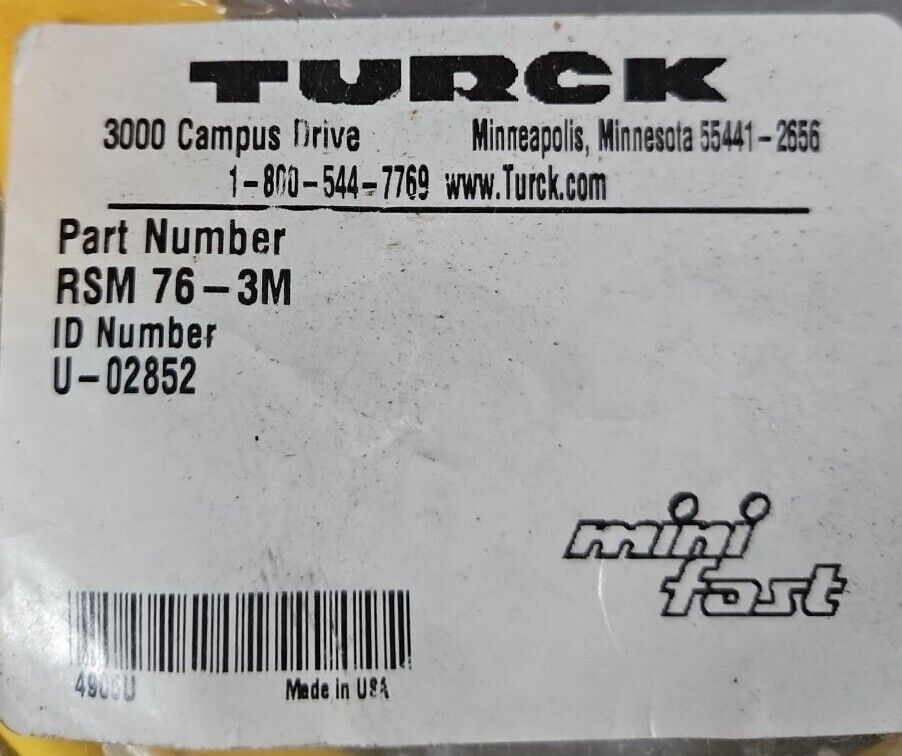 TURCK
3000 Campus Drive Minneapolis, Minnesota 55441-2656
1-800-544-7769 www.Turck.com
Part Number
RSM 76-3M
ID Number
U-02852
mini
fast
Made in USA